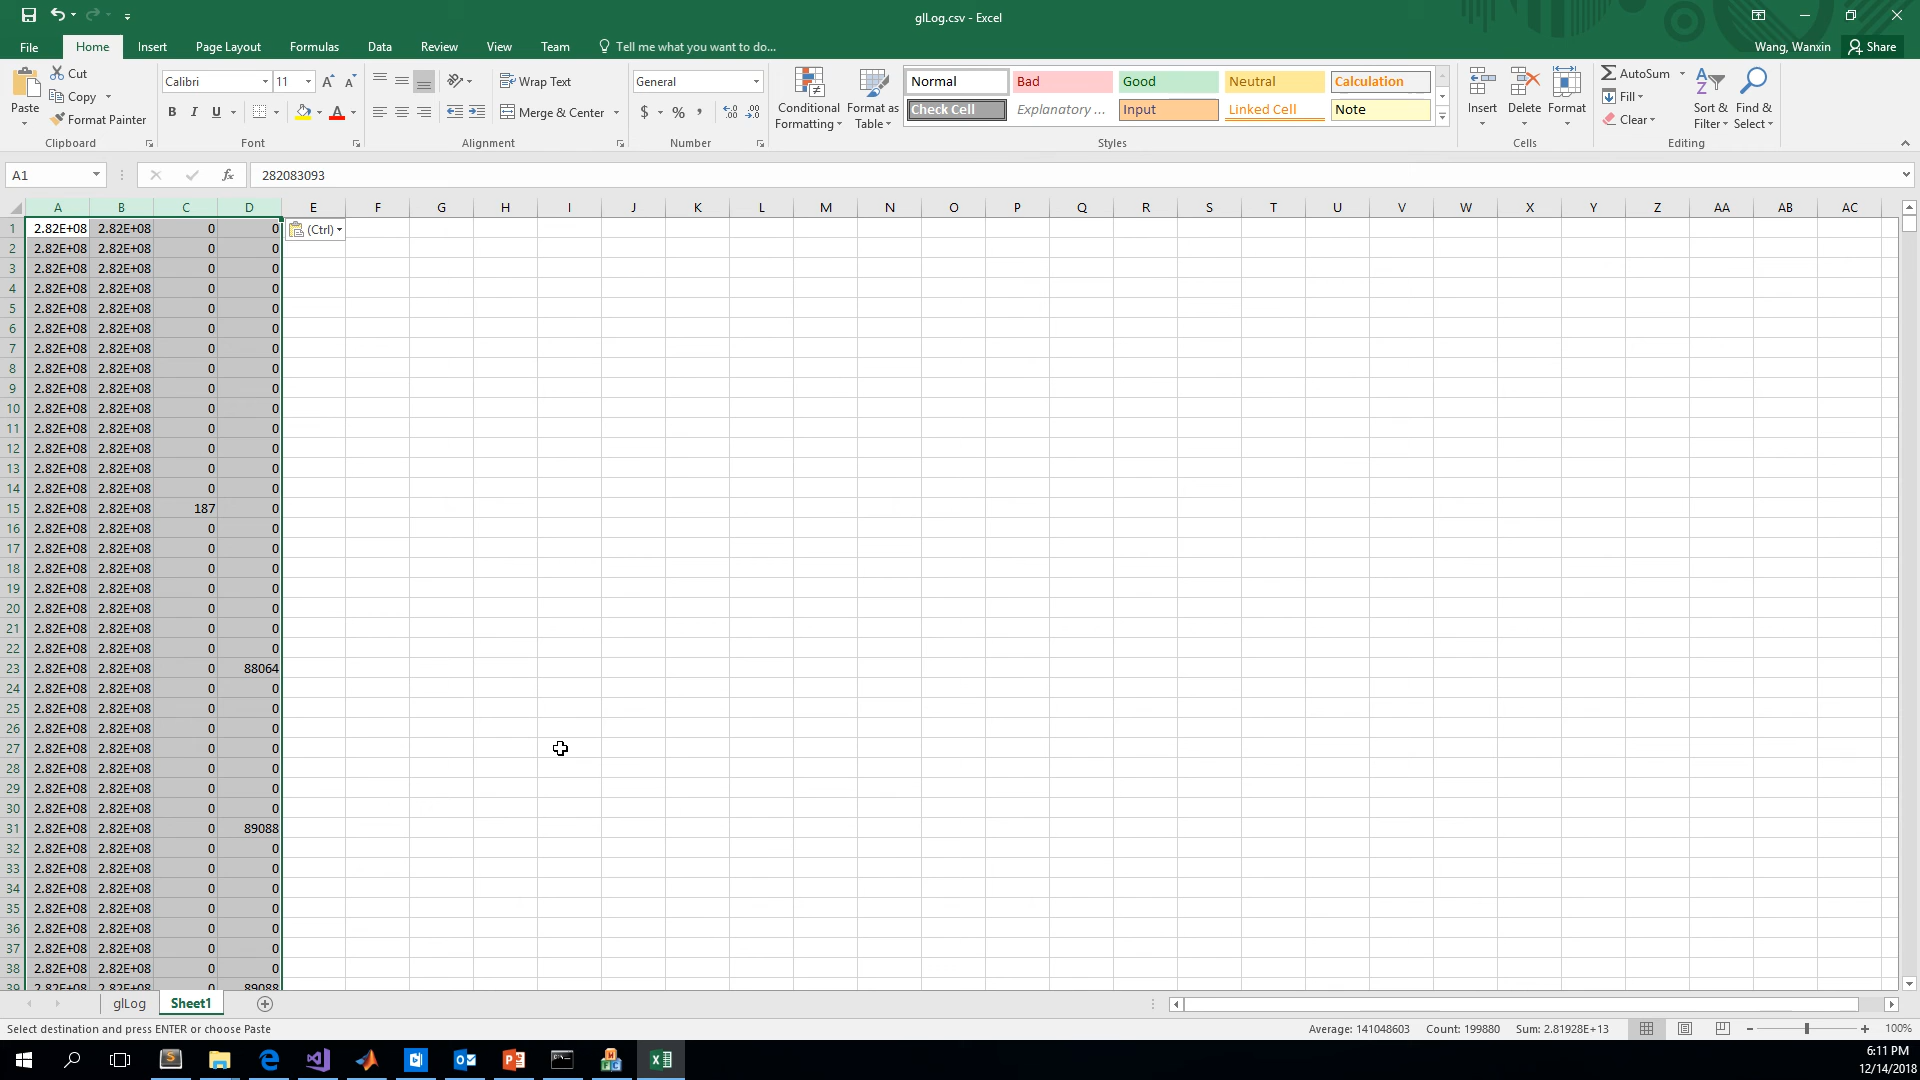 glLog.csv - Excel
File Home Insert Page Layout Formulas Data Review View Team Tell me what you want to do... Wang, Wanxin Share
Paste
Cut
Copy
Format Painter
Clipboard
Calibri 11
B I U
Font
Wrap Text
Merge & Center
Alignment
General
$ % ,
Number
Conditional Formatting
Format as Table
Normal Bad Good Neutral Calculation
Check Cell Explanatory ... Input Linked Cell Note
Styles
Insert Delete Format
Cells
AutoSum
Fill
Clear
Sort & Filter
Find & Select
Editing
A1 fx 282083093
A B C D E F G H I J K L M N O P Q R S T U V W X Y Z AA AB AC
1 2.82E+08 2.82E+08 0 0 (Ctrl)
2 2.82E+08 2.82E+08 0 0
3 2.82E+08 2.82E+08 0 0
4 2.82E+08 2.82E+08 0 0
5 2.82E+08 2.82E+08 0 0
6 2.82E+08 2.82E+08 0 0
7 2.82E+08 2.82E+08 0 0
8 2.82E+08 2.82E+08 0 0
9 2.82E+08 2.82E+08 0 0
10 2.82E+08 2.82E+08 0 0
11 2.82E+08 2.82E+08 0 0
12 2.82E+08 2.82E+08 0 0
13 2.82E+08 2.82E+08 0 0
14 2.82E+08 2.82E+08 0 0
15 2.82E+08 2.82E+08 187 0
16 2.82E+08 2.82E+08 0 0
17 2.82E+08 2.82E+08 0 0
18 2.82E+08 2.82E+08 0 0
19 2.82E+08 2.82E+08 0 0
20 2.82E+08 2.82E+08 0 0
21 2.82E+08 2.82E+08 0 0
22 2.82E+08 2.82E+08 0 0
23 2.82E+08 2.82E+08 0 88064
24 2.82E+08 2.82E+08 0 0
25 2.82E+08 2.82E+08 0 0
26 2.82E+08 2.82E+08 0 0
27 2.82E+08 2.82E+08 0 0
28 2.82E+08 2.82E+08 0 0
29 2.82E+08 2.82E+08 0 0
30 2.82E+08 2.82E+08 0 0
31 2.82E+08 2.82E+08 0 89088
32 2.82E+08 2.82E+08 0 0
33 2.82E+08 2.82E+08 0 0
34 2.82E+08 2.82E+08 0 0
35 2.82E+08 2.82E+08 0 0
36 2.82E+08 2.82E+08 0 0
37 2.82E+08 2.82E+08 0 0
38 2.82E+08 2.82E+08 0 0
39 2.82E+08 2.82E+08 0 89088
glLog Sheet1
Select destination and press ENTER or choose Paste Average: 141048603 Count: 199880 Sum: 2.81928E+13 100%
6:11 PM
12/14/2018